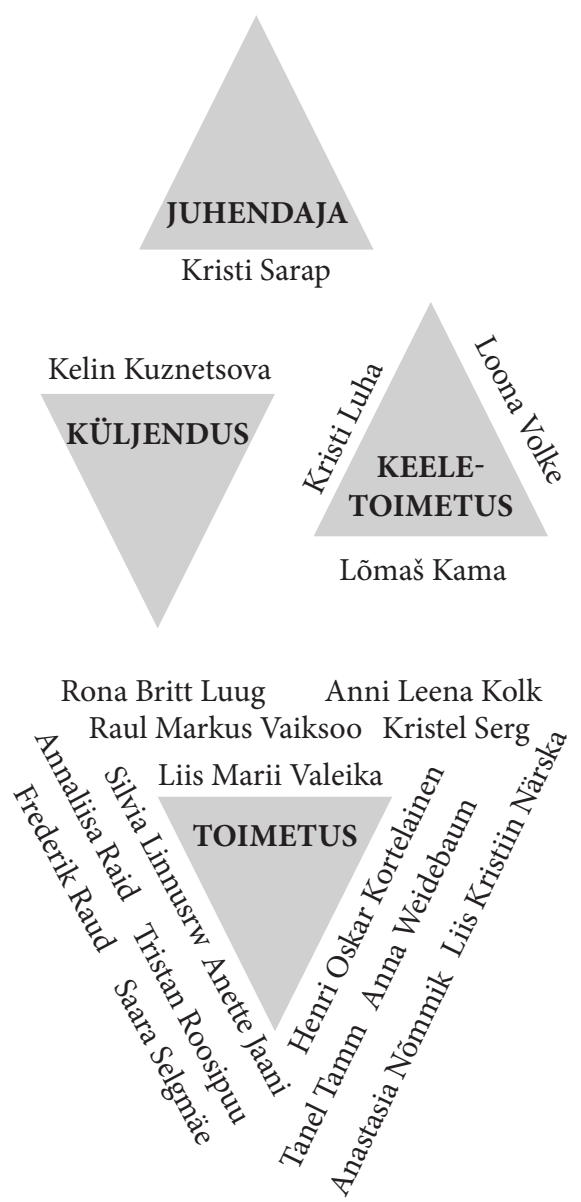 JUHENDAJA
Kristi Sarap
Kelin Kuznetsova
KÜLJENDUS
Kristi Luha
Loona Volke
KEELE-
TOIMETUS
Lõmaš Kama
Rona Britt Luug
Anni Leena Kolk
Raul Markus Vaiksoo
Kristel Serg
Liis Marii Valeika
TOIMETUS
Frederik Raud
Saara Selgmäe
Annaliisa Raid
Tristan Roosipuu
Silvia Linnusrw
Anette Jaani
Henri Oskar Kortelainen
Tanel Tamm
Anna Weidebaum
Anastasia Nõmmik
Liis Kristiin Närska